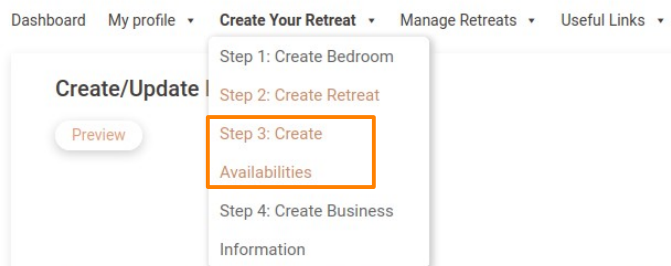 Dashboard My profile Create Your Retreat Manage Retreats Useful Links
Step 1: Create Bedroom
Create/Update
Step 2: Create Retreat
Preview
Step 3: Create
Availabilities
Step 4: Create Business
Information